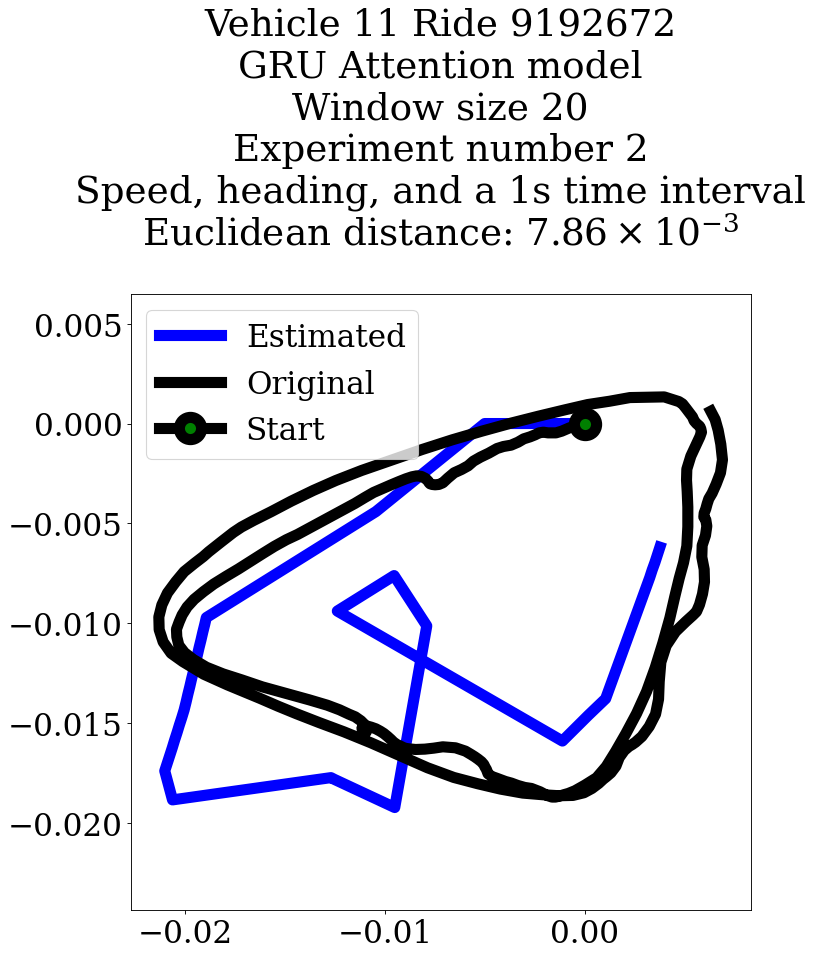 Vehicle 11 Ride 9192672
GRU Attention model
Window size 20
Experiment number 2
Speed, heading, and a 1s time interval
Euclidean distance: 7.86 × 10⁻³
0.005
0.000
−0.005
−0.010
−0.015
−0.020
Estimated
Original
Start
−0.02
−0.01
0.00